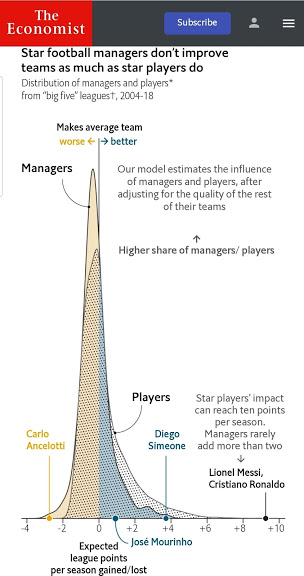 The
Economist
Subscribe
Star football managers don't improve
teams as much as star players do
Distribution of managers and players*
from "big five" leagues†, 2004-18
Makes average team
worse ← → better
Managers
Our model estimates the influence
of managers and players, after
adjusting for the quality of the rest
of their teams
↑
Higher share of managers/ players
Players
Star players' impact
can reach ten points
per season.
Managers rarely
add more than two
↓
Carlo
Ancelotti
Diego
Simeone
Lionel Messi,
Cristiano Ronaldo
-4 -2 0 +2 +4 +6 +8 +10
José Mourinho
Expected
league points
per season gained/lost